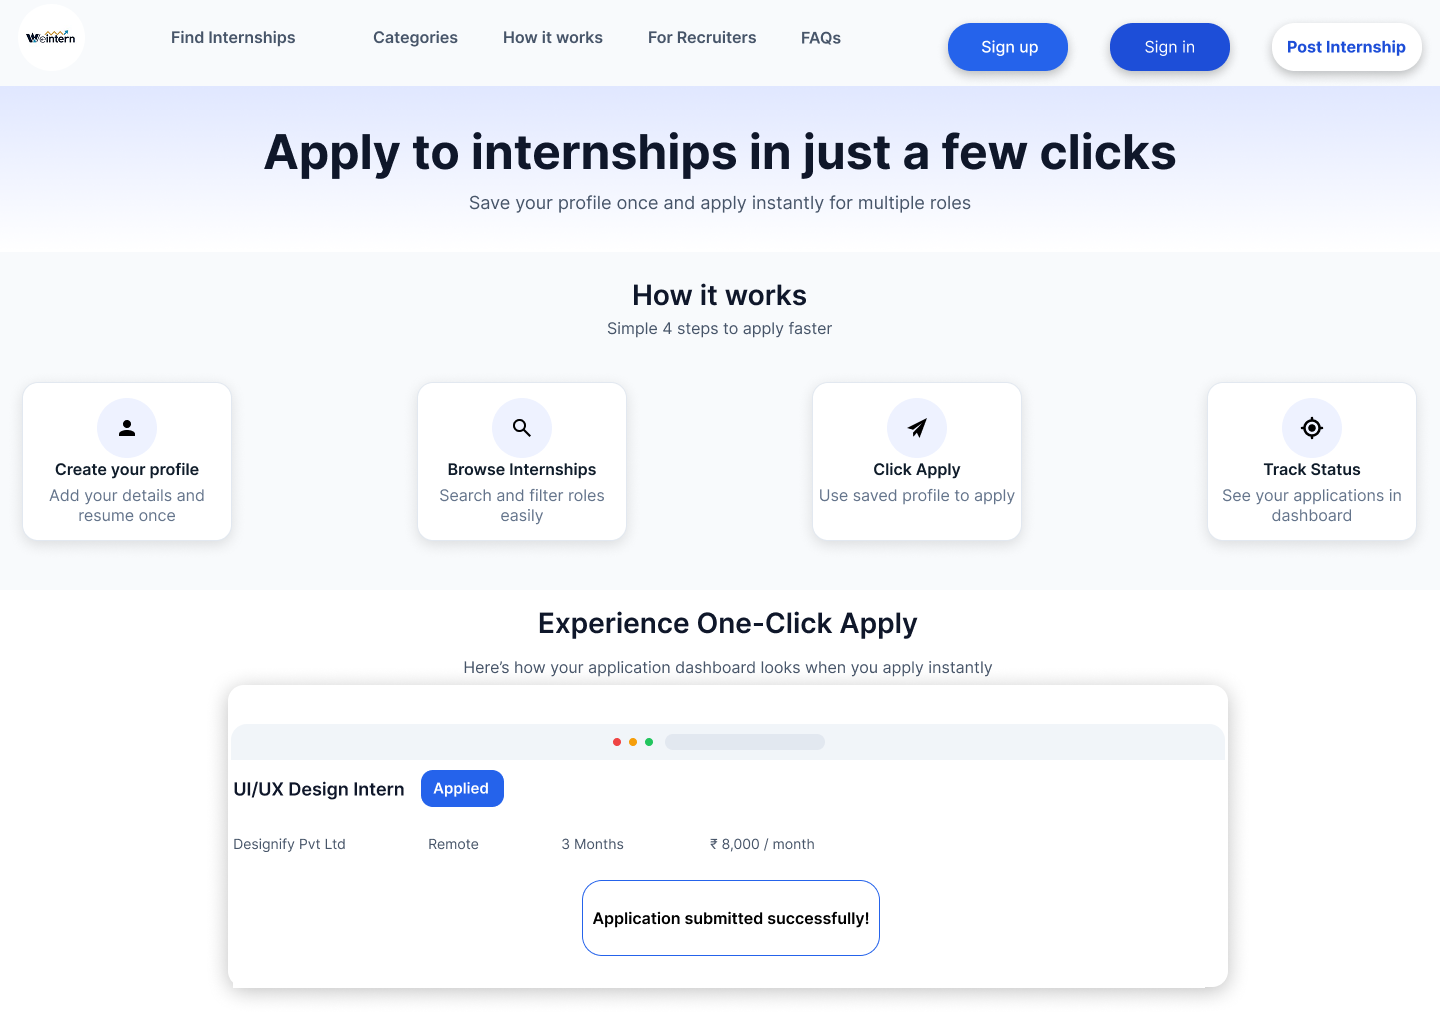 Weintern
Find Internships
Categories
How it works
For Recruiters
FAQs
Sign up
Sign in
Post Internship
Apply to internships in just a few clicks
Save your profile once and apply instantly for multiple roles
How it works
Simple 4 steps to apply faster
Create your profile
Add your details and
resume once
Browse Internships
Search and filter roles
easily
Click Apply
Use saved profile to apply
Track Status
See your applications in
dashboard
Experience One-Click Apply
Here’s how your application dashboard looks when you apply instantly
UI/UX Design Intern
Applied
Designify Pvt Ltd
Remote
3 Months
₹ 8,000 / month
Application submitted successfully!